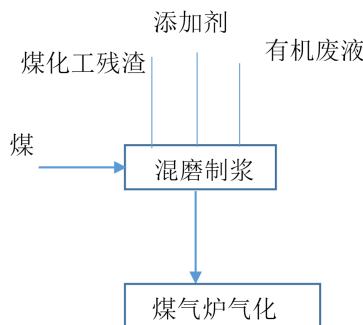 添加剂
煤化工残渣
有机废液
煤
混磨制浆
煤气炉气化